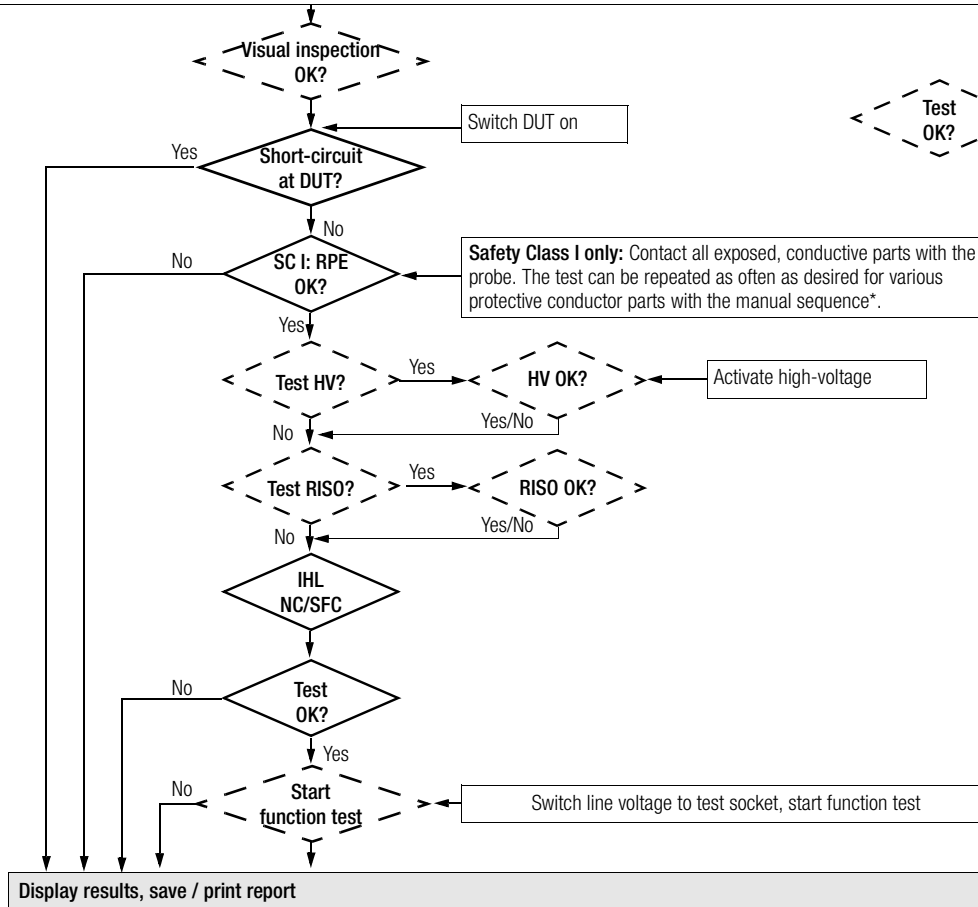 Visual inspection
OK?
Test
OK?
Switch DUT on
Yes
Short-circuit
at DUT?
No
No
SC I: RPE
OK?
Safety Class I only: Contact all exposed, conductive parts with the
probe. The test can be repeated as often as desired for various
protective conductor parts with the manual sequence*.
Yes
Test HV?
Yes
HV OK?
Activate high-voltage
No
Yes/No
Test RISO?
Yes
RISO OK?
No
Yes/No
IHL
NC/SFC
No
Test
OK?
Yes
No
Start
function test
Switch line voltage to test socket, start function test
Display results, save / print report